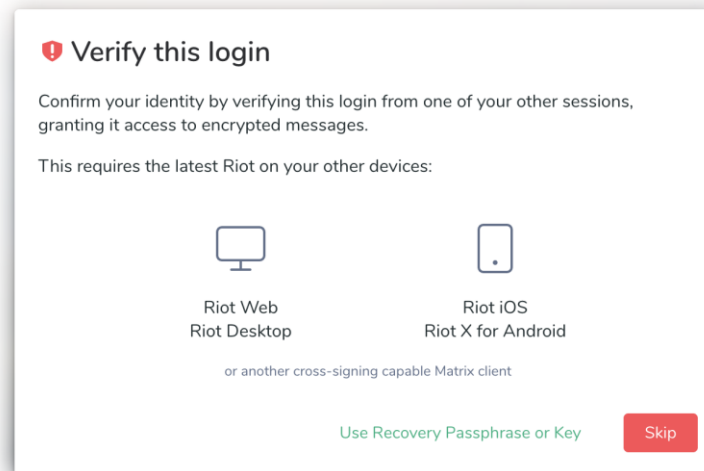 Verify this login
Confirm your identity by verifying this login from one of your other sessions,
granting it access to encrypted messages.
This requires the latest Riot on your other devices:
Riot Web
Riot Desktop
Riot iOS
Riot X for Android
or another cross-signing capable Matrix client
Use Recovery Passphrase or Key
Skip